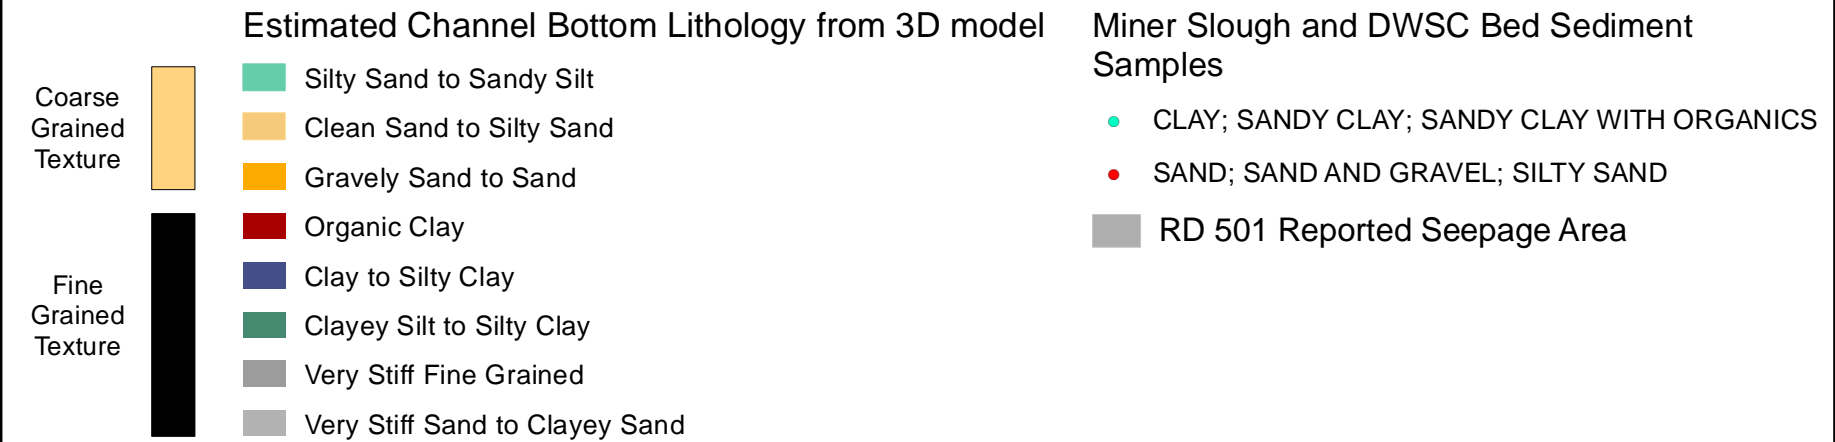 Estimated Channel Bottom Lithology from 3D model
Coarse
Grained
Texture
Silty Sand to Sandy Silt
Clean Sand to Silty Sand
Gravely Sand to Sand
Fine
Grained
Texture
Organic Clay
Clay to Silty Clay
Clayey Silt to Silty Clay
Very Stiff Fine Grained
Very Stiff Sand to Clayey Sand
Miner Slough and DWSC Bed Sediment
Samples
CLAY; SANDY CLAY; SANDY CLAY WITH ORGANICS
SAND; SAND AND GRAVEL; SILTY SAND
RD 501 Reported Seepage Area